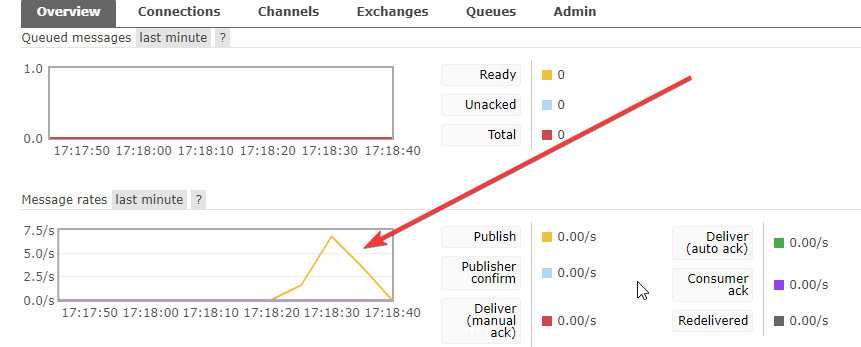 Overview Connections Channels Exchanges Queues Admin
Queued messages last minute ?
1.0
0.0
17:17:50 17:18:00 17:18:10 17:18:20 17:18:30 17:18:40
Ready 0
Unacked 0
Total 0
Message rates last minute ?
7.5/s
5.0/s
2.5/s
0.0/s
17:17:50 17:18:00 17:18:10 17:18:20 17:18:30 17:18:40
Publish 0.00/s
Publisher
confirm 0.00/s
Deliver
(manual
ack) 0.00/s
Deliver
(auto ack) 0.00/s
Consumer
ack 0.00/s
Redelivered 0.00/s